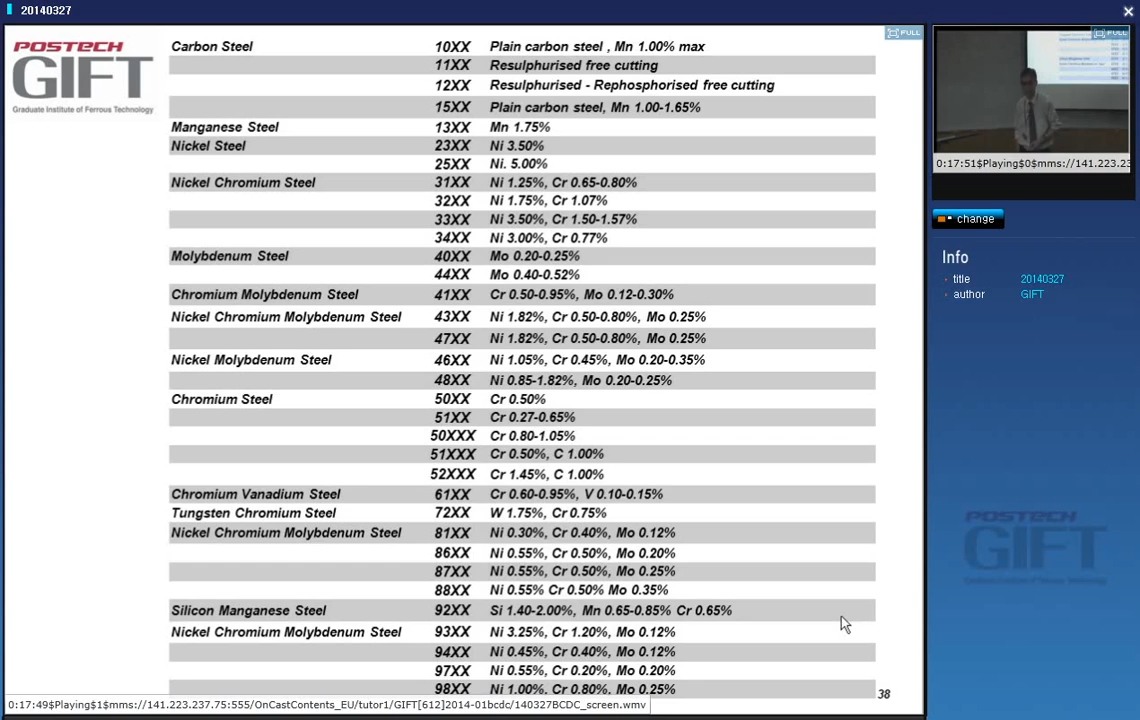 20140327
POSTECH
GIFT
Graduate Institute of Ferrous Technology
Carbon Steel 10XX Plain carbon steel , Mn 1.00% max
11XX Resulphurised free cutting
12XX Resulphurised - Rephosphorised free cutting
15XX Plain carbon steel, Mn 1.00-1.65%
Manganese Steel 13XX Mn 1.75%
Nickel Steel 23XX Ni 3.50%
25XX Ni. 5.00%
Nickel Chromium Steel 31XX Ni 1.25%, Cr 0.65-0.80%
32XX Ni 1.75%, Cr 1.07%
33XX Ni 3.50%, Cr 1.50-1.57%
34XX Ni 3.00%, Cr 0.77%
Molybdenum Steel 40XX Mo 0.20-0.25%
44XX Mo 0.40-0.52%
Chromium Molybdenum Steel 41XX Cr 0.50-0.95%, Mo 0.12-0.30%
Nickel Chromium Molybdenum Steel 43XX Ni 1.82%, Cr 0.50-0.80%, Mo 0.25%
47XX Ni 1.82%, Cr 0.50-0.80%, Mo 0.25%
Nickel Molybdenum Steel 46XX Ni 1.05%, Cr 0.45%, Mo 0.20-0.35%
48XX Ni 0.85-1.82%, Mo 0.20-0.25%
Chromium Steel 50XX Cr 0.50%
51XX Cr 0.27-0.65%
50XXX Cr 0.80-1.05%
51XXX Cr 0.50%, C 1.00%
52XXX Cr 1.45%, C 1.00%
Chromium Vanadium Steel 61XX Cr 0.60-0.95%, V 0.10-0.15%
Tungsten Chromium Steel 72XX W 1.75%, Cr 0.75%
Nickel Chromium Molybdenum Steel 81XX Ni 0.30%, Cr 0.40%, Mo 0.12%
86XX Ni 0.55%, Cr 0.50%, Mo 0.20%
87XX Ni 0.55%, Cr 0.50%, Mo 0.25%
88XX Ni 0.55% Cr 0.50% Mo 0.35%
Silicon Manganese Steel 92XX Si 1.40-2.00%, Mn 0.65-0.85% Cr 0.65%
Nickel Chromium Molybdenum Steel 93XX Ni 3.25%, Cr 1.20%, Mo 0.12%
94XX Ni 0.45%, Cr 0.40%, Mo 0.12%
97XX Ni 0.55%, Cr 0.20%, Mo 0.20%
98XX Ni 1.00%, Cr 0.80%, Mo 0.25%
38
0:17:49$Playing$1$mms://141.223.237.75:555/OnCastContents_EU/tutor1/GIFT[612]2014-01bcdc/140327BCDC_screen.wmv
FULL
FULL
0:17:51$Playing$0$mms://141.223.23
change
Info
title 20140327
author GIFT
POSTECH
GIFT